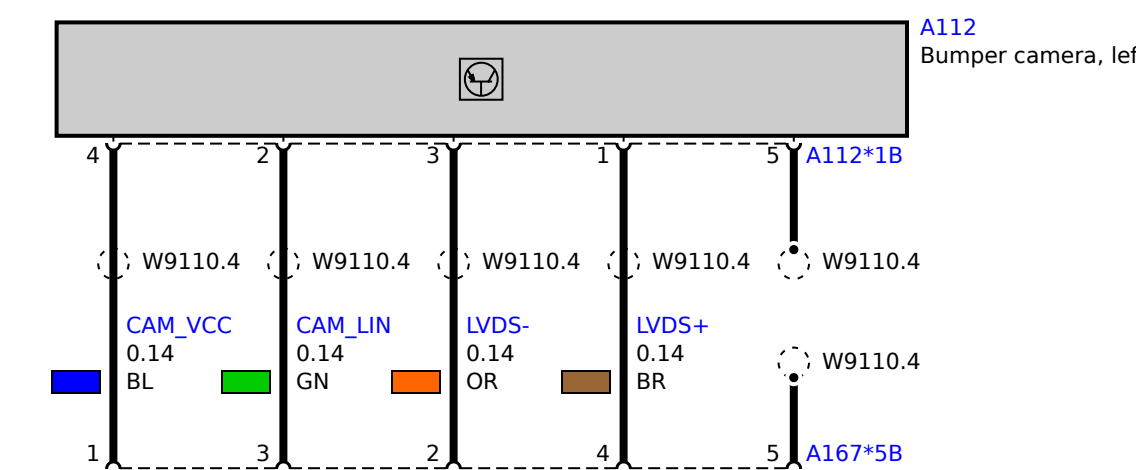 A112
Bumper camera, lef
4 2 3 1 5 A112*1B
W9110.4 W9110.4 W9110.4 W9110.4 W9110.4
CAM_VCC CAM_LIN LVDS- LVDS+
0.14 0.14 0.14 0.14
W9110.4
BL GN OR BR
1 3 2 4 5 A167*5B